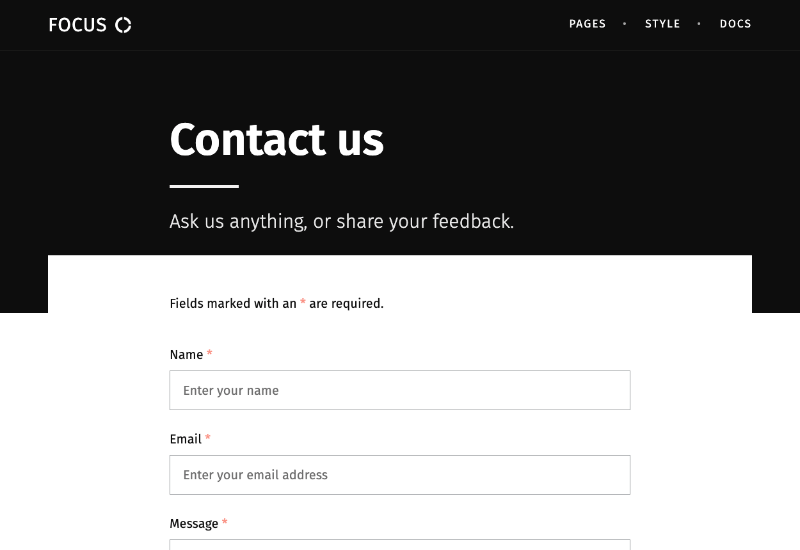 FOCUS
PAGES • STYLE • DOCS
Contact us
Ask us anything, or share your feedback.
Fields marked with an * are required.
Name *
Enter your name
Email *
Enter your email address
Message *